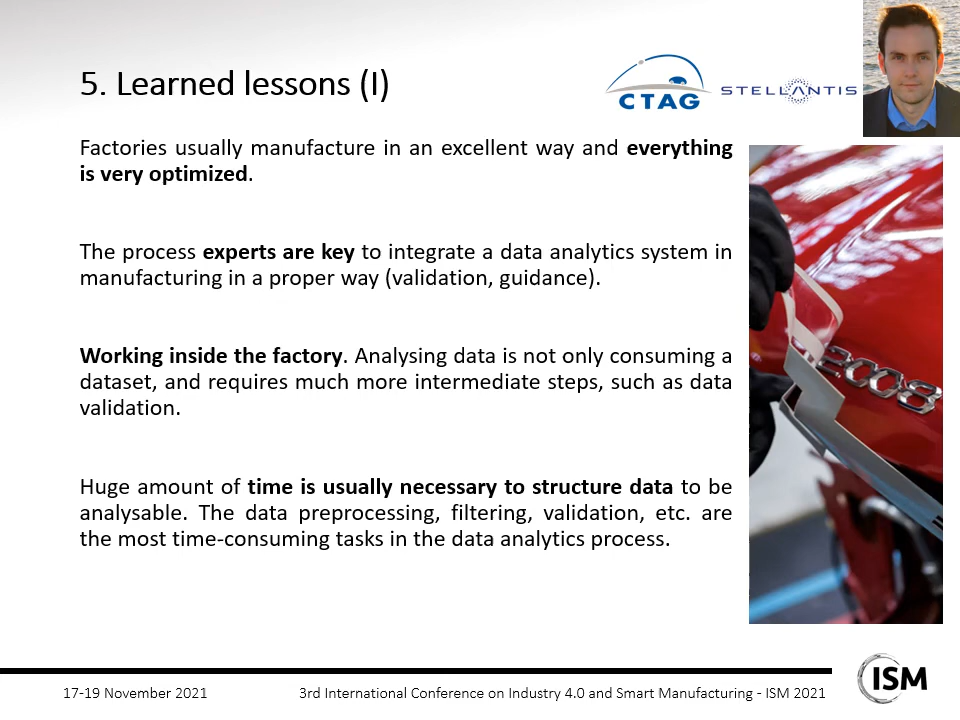 5. Learned lessons (I)
CTAG
STELLANTIS
Factories usually manufacture in an excellent way and everything
is very optimized.
The process experts are key to integrate a data analytics system in
manufacturing in a proper way (validation, guidance).
Working inside the factory. Analysing data is not only consuming a
dataset, and requires much more intermediate steps, such as data
validation.
2008
Huge amount of time is usually necessary to structure data to be
analysable. The data preprocessing, filtering, validation, etc. are
the most time-consuming tasks in the data analytics process.
17-19 November 2021
3rd International Conference on Industry 4.0 and Smart Manufacturing - ISM 2021
ISM